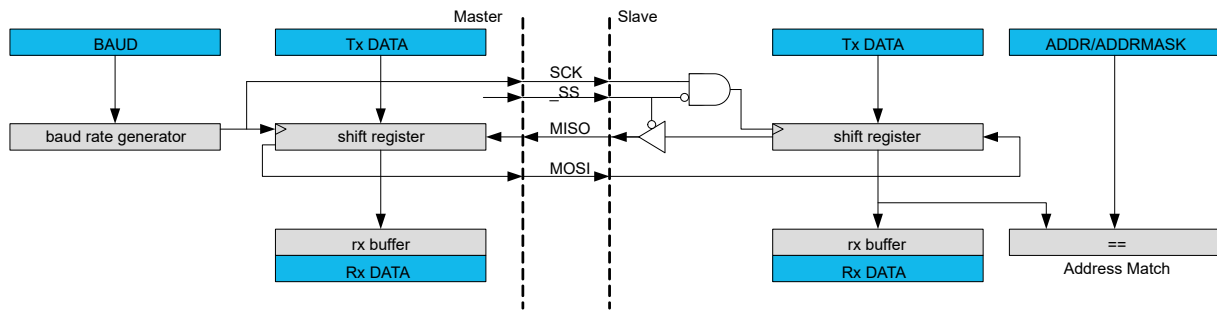 Master
Slave
BAUD
Tx DATA
Tx DATA
ADDR/ADDRMASK
SCK
_SS
baud rate generator
shift register
MISO
shift register
MOSI
rx buffer
rx buffer
==
Rx DATA
Rx DATA
Address Match